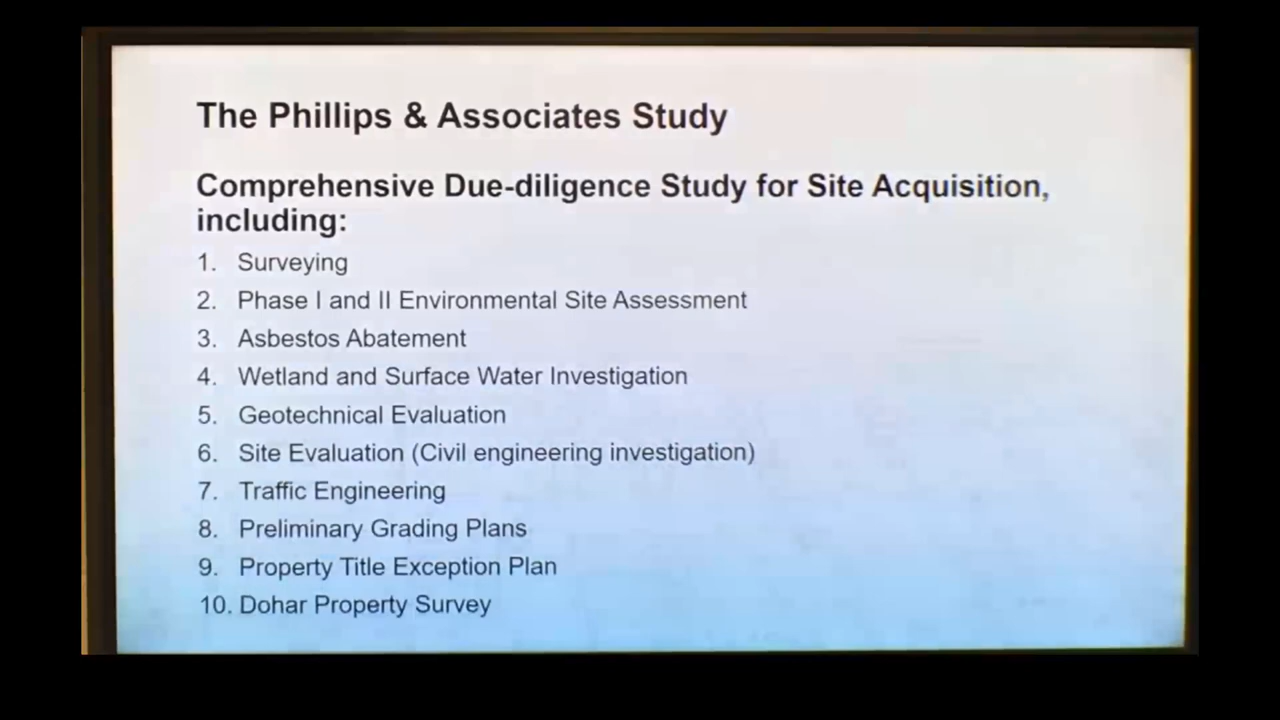 The Phillips & Associates Study
Comprehensive Due-diligence Study for Site Acquisition,
including:
1. Surveying
2. Phase I and II Environmental Site Assessment
3. Asbestos Abatement
4. Wetland and Surface Water Investigation
5. Geotechnical Evaluation
6. Site Evaluation (Civil engineering investigation)
7. Traffic Engineering
8. Preliminary Grading Plans
9. Property Title Exception Plan
10. Dohar Property Survey